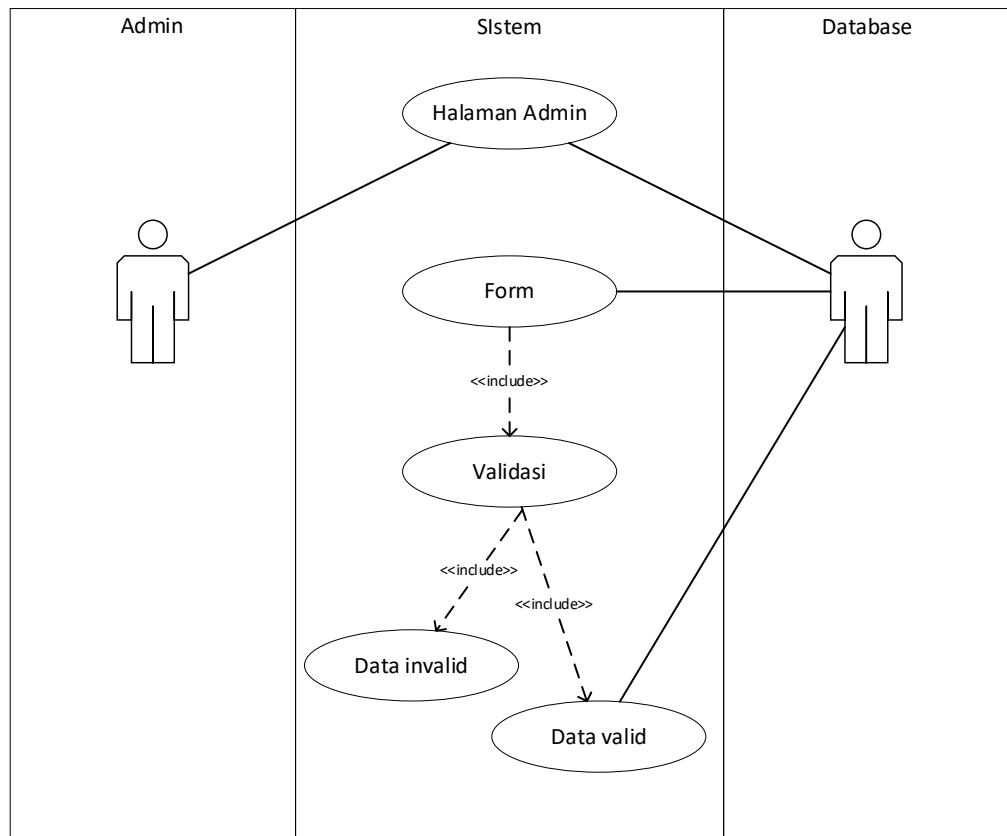 Admin
SIstem
Database
Halaman Admin
Form
<<include>>
Validasi
<<include>>
<<include>>
Data invalid
Data valid